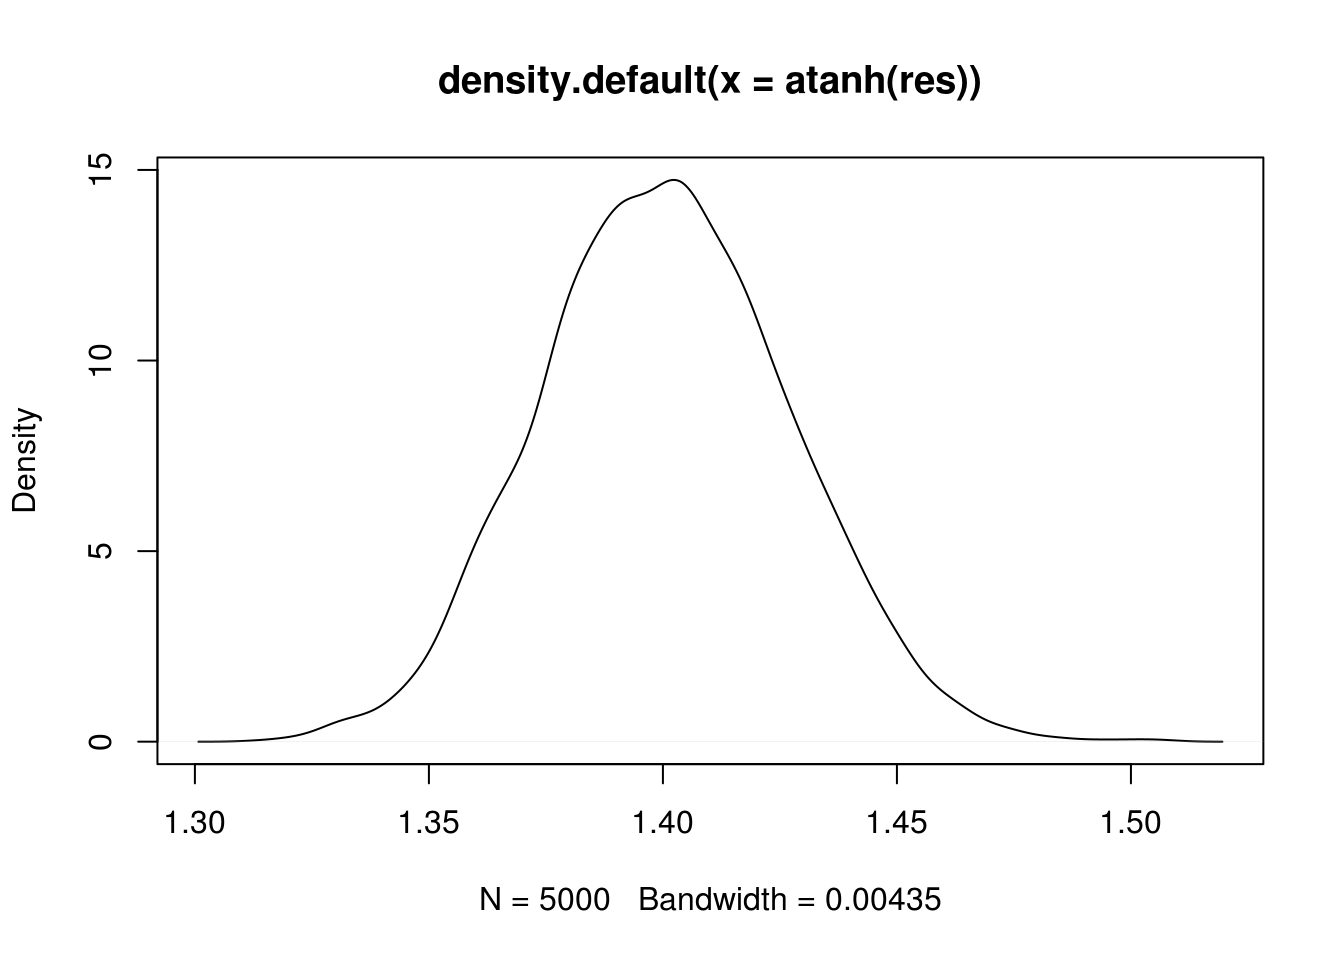 density.default(x = atanh(res))
Density
15
10
5
0
1.30 1.35 1.40 1.45 1.50
N = 5000 Bandwidth = 0.00435